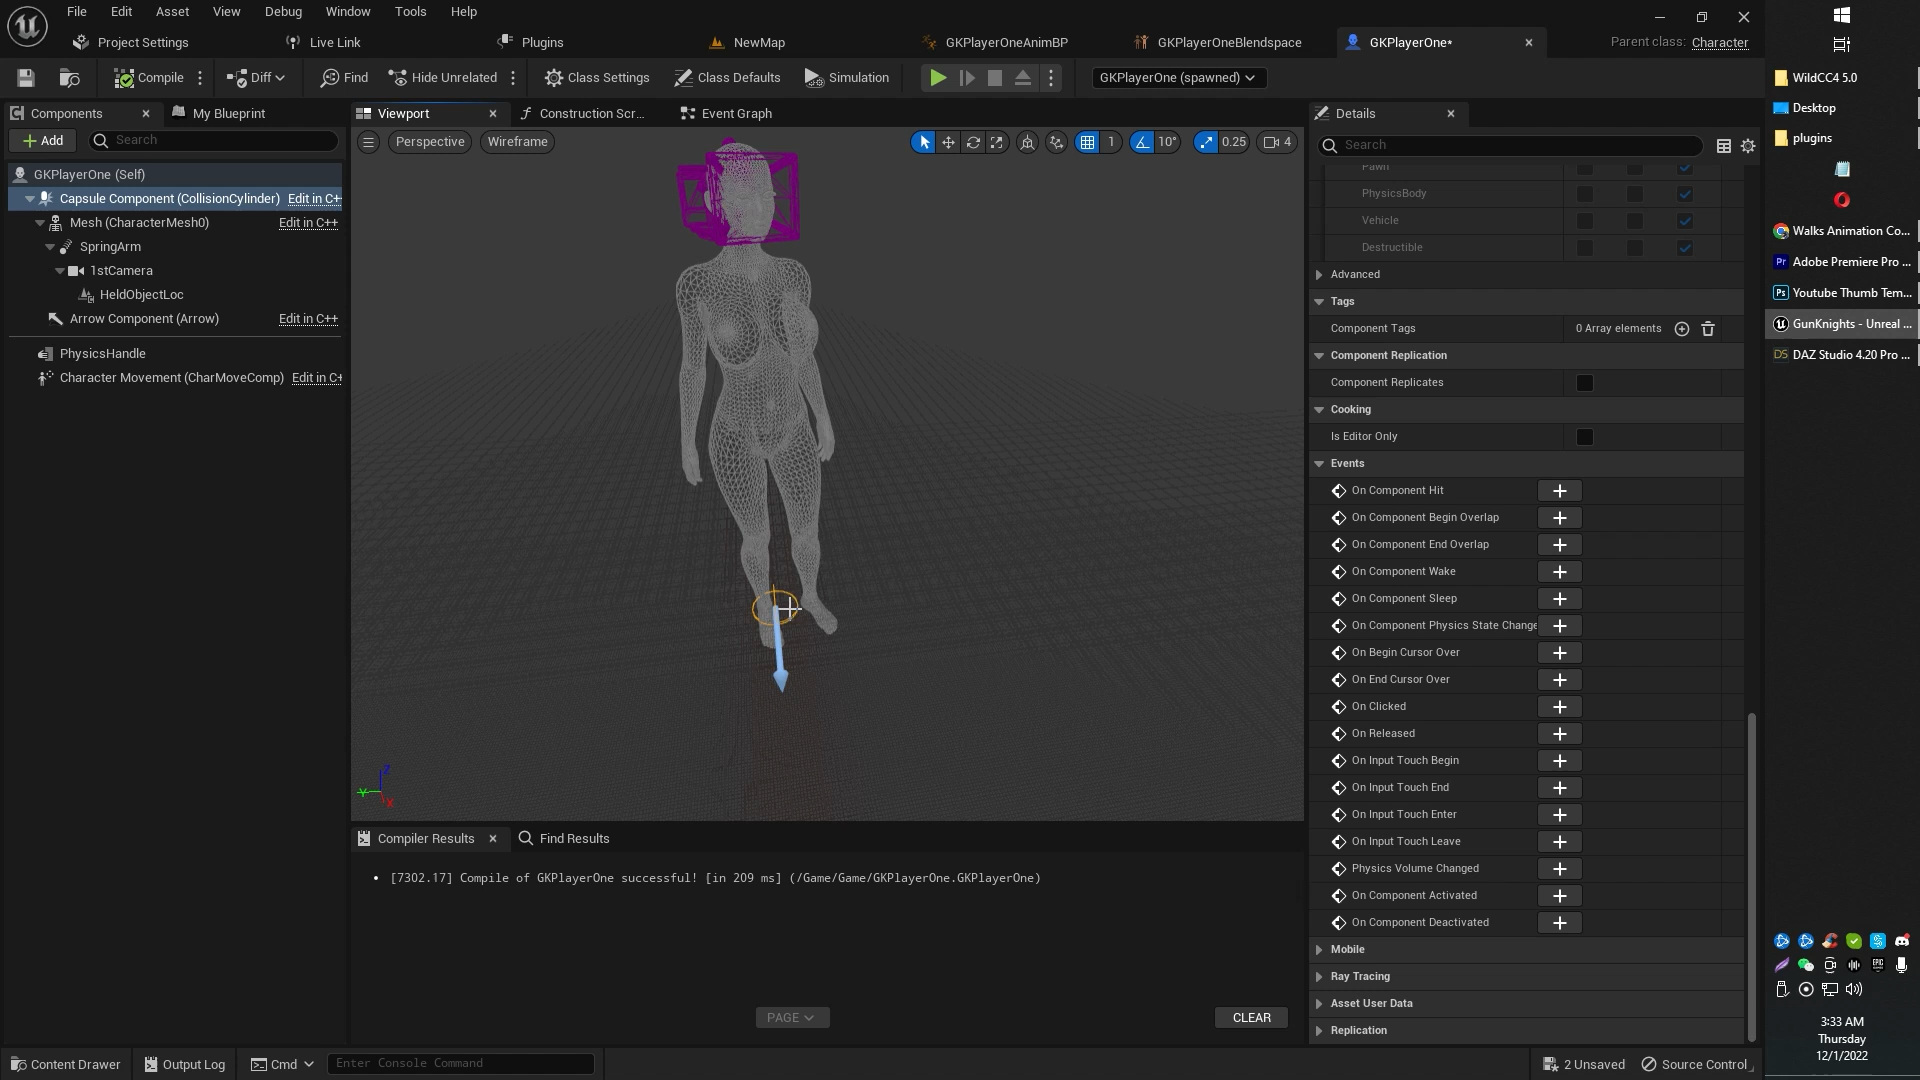 File Edit Asset View Debug Window Tools Help
Project Settings Live Link Plugins NewMap GKPlayerOneAnimBP GKPlayerOneBlendspace GKPlayerOne* Parent class: Character
Compile Diff Find Hide Unrelated Class Settings Class Defaults Simulation GKPlayerOne (spawned)
Components My Blueprint
Add Search
GKPlayerOne (Self)
Capsule Component (CollisionCylinder) Edit in C++
Mesh (CharacterMesh0) Edit in C++
SpringArm
1stCamera
HeldObjectLoc
Arrow Component (Arrow) Edit in C++
PhysicsHandle
Character Movement (CharMoveComp) Edit in C+
Viewport Construction Scr... Event Graph
Perspective Wireframe 1 10° 0.25 4
Z
Y
X
Compiler Results Find Results
[7302.17] Compile of GKPlayerOne successful! [in 209 ms] (/Game/Game/GKPlayerOne.GKPlayerOne)
PAGE CLEAR
Details
Search
Pawn
PhysicsBody
Vehicle
Destructible
Advanced
Tags
Component Tags 0 Array elements
Component Replication
Component Replicates
Cooking
Is Editor Only
Events
On Component Hit
On Component Begin Overlap
On Component End Overlap
On Component Wake
On Component Sleep
On Component Physics State Change
On Begin Cursor Over
On End Cursor Over
On Clicked
On Released
On Input Touch Begin
On Input Touch End
On Input Touch Enter
On Input Touch Leave
Physics Volume Changed
On Component Activated
On Component Deactivated
Mobile
Ray Tracing
Asset User Data
Replication
Content Drawer Output Log Cmd Enter Console Command 2 Unsaved Source Control
WildCC4 5.0
Desktop
plugins
Walks Animation Co...
Pr Adobe Premiere Pro ...
Ps Youtube Thumb Tem...
GunKnights - Unreal ...
DS DAZ Studio 4.20 Pro ...
EPIC
3:33 AM
Thursday
12/1/2022